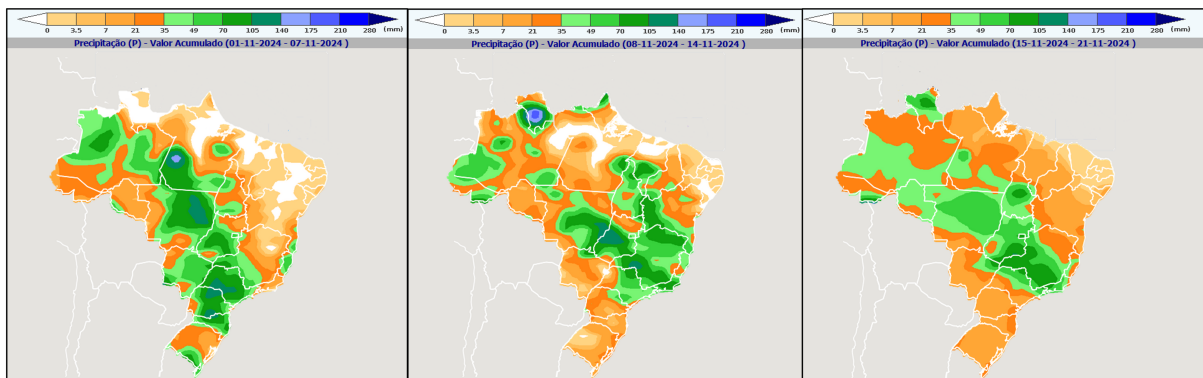 0 3.5 7 21 35 49 70 105 140 175 210 280 (mm)
Precipitação (P) - Valor Acumulado (01-11-2024 - 07-11-2024 )
0 3.5 7 21 35 49 70 105 140 175 210 280 (mm)
Precipitação (P) - Valor Acumulado (08-11-2024 - 14-11-2024 )
0 3.5 7 21 35 49 70 105 140 175 210 280 (mm)
Precipitação (P) - Valor Acumulado (15-11-2024 - 21-11-2024 )